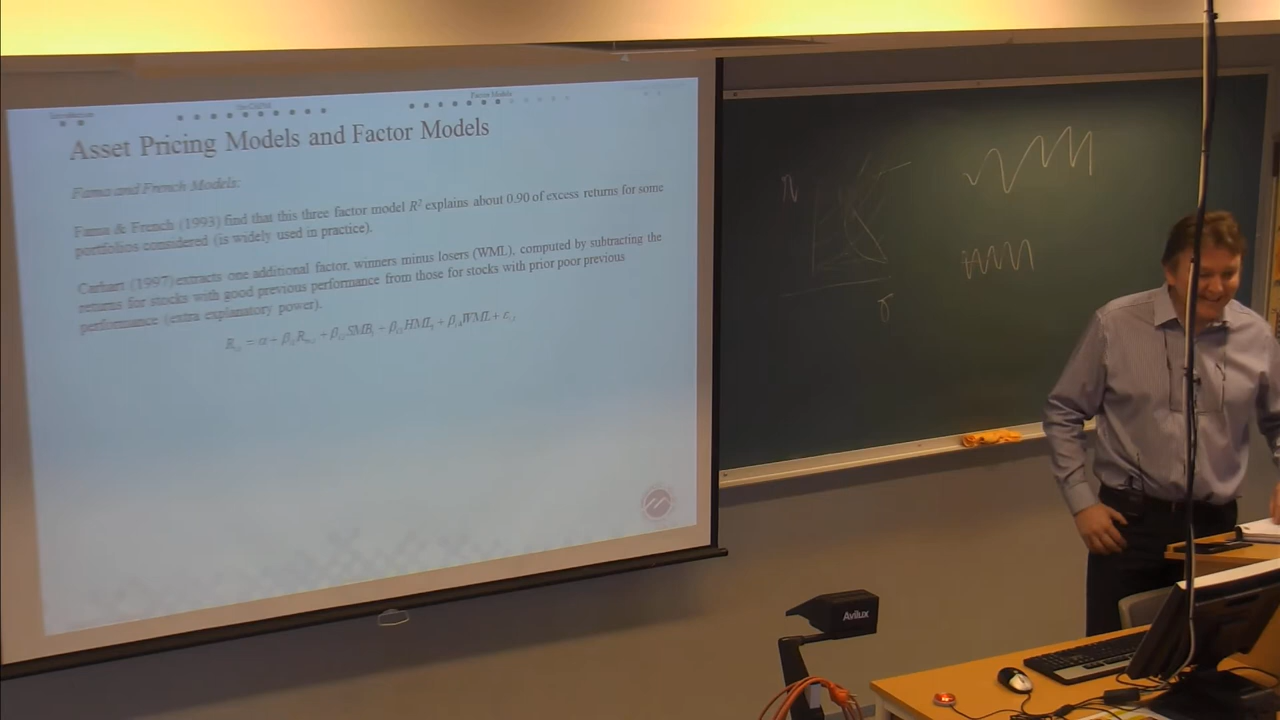 Factor Models
Asset Pricing Models and Factor Models
Fama and French Models:
Fama & French (1993) find that this three factor model R² explains about 0.90 of excess returns for some
portfolios considered (is widely used in practice).
Carhart (1997) extracts one additional factor, winners minus losers (WML), computed by subtracting the
returns for stocks with good previous performance from those for stocks with prior poor previous
performance (extra explanatory power).
σ
Avilux